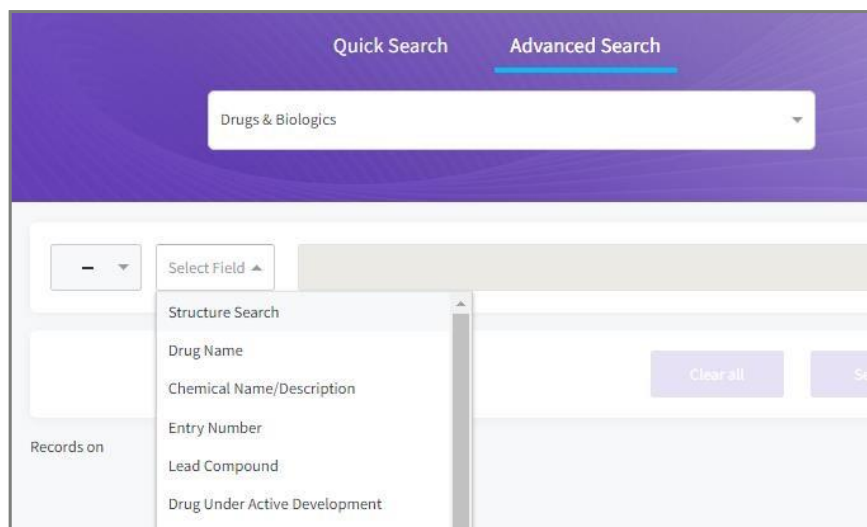 Quick Search Advanced Search
Drugs & Biologics
– Select Field
Structure Search
Drug Name
Chemical Name/Description
Clear all
Entry Number
Records on
Lead Compound
Drug Under Active Development